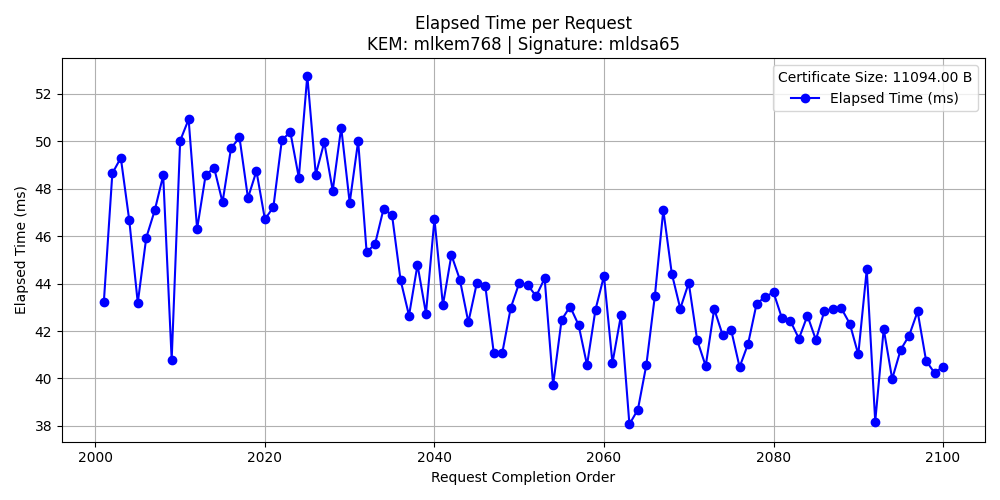 Elapsed Time per Request
KEM: mlkem768 | Signature: mldsa65
Certificate Size: 11094.00 B
Elapsed Time (ms)
Elapsed Time (ms)
52
50
48
46
44
42
40
38
2000 2020 2040 2060 2080 2100
Request Completion Order